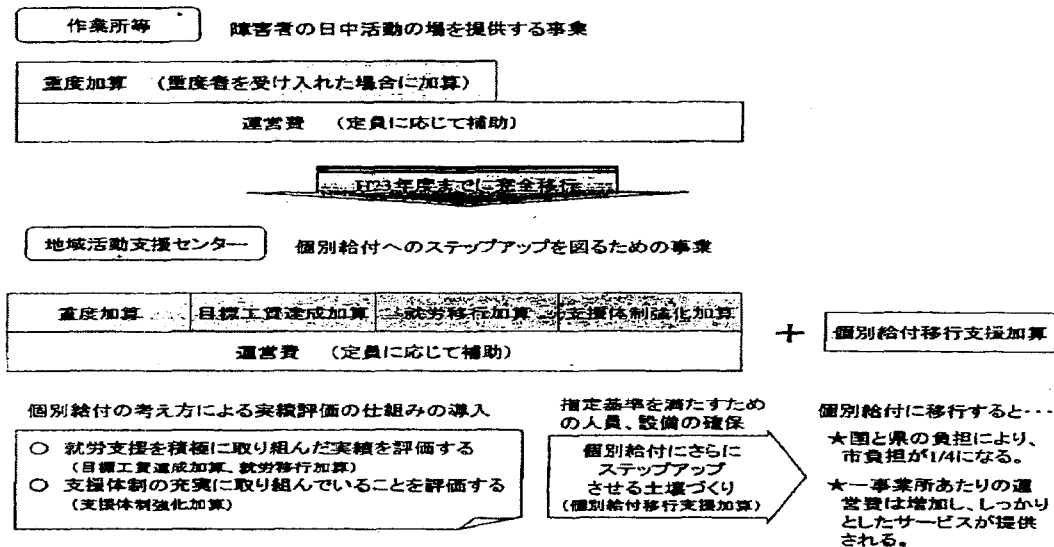 作業所等
障害者の日中活動の場を提供する事業
重度加算 (重度者を受け入れた場合に加算)
運営費 (定員に応じて補助)
H23年度までに完全移行
地域活動支援センター
個別給付へのステップアップを図るための事業
重度加算
目標工賃達成加算
就労移行加算
支援体制強化加算
+
個別給付移行支援加算
運営費 (定員に応じて補助)
個別給付の考え方による実績評価の仕組みの導入
○ 就労支援を積極に取り組んだ実績を評価する
(目標工賃達成加算、就労移行加算)
○ 支援体制の充実に取り組んでいることを評価する
(支援体制強化加算)
指定基準を満たすため
の人員、設備の確保
個別給付にさらに
ステップアップ
させる土壌づくり
(個別給付移行支援加算)
個別給付に移行すると・・・
★国と県の負担により、
市負担が1/4になる。
★一事業所あたりの運
営費は増加し、しっかり
としたサービスが提供
される。